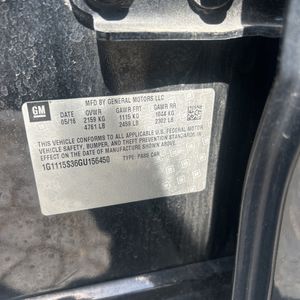 GM
MFD BY GENERAL MOTORS LLC
DATE GVWR GAWR FRT GAWR RR
05/16 2159 KG 1115 KG 1044 KG
4761 LB 2459 LB 2302 LB
THIS VEHICLE CONFORMS TO ALL APPLICABLE U.S. FEDERAL MOTOR
VEHICLE SAFETY, BUMPER, AND THEFT PREVENTION STANDARDS IN
EFFECT ON THE DATE OF MANUFACTURE SHOWN ABOVE.
1G1115S36GU156450 TYPE: PASS CAR